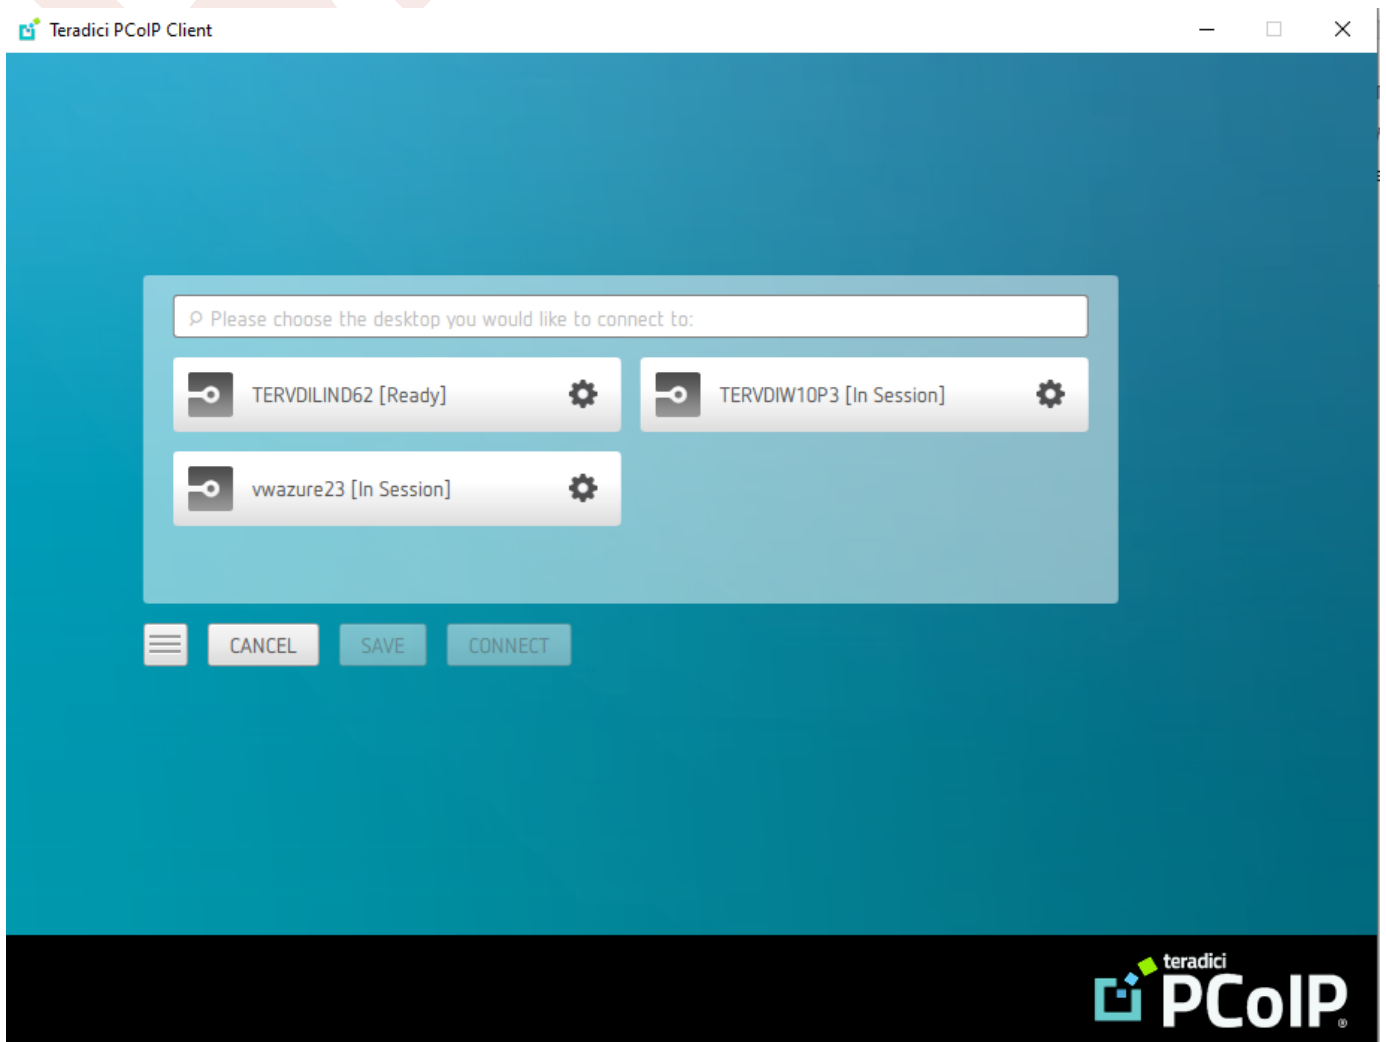 Teradici PCoIP Client
Please choose the desktop you would like to connect to:
TERVDILIND62 [Ready]
TERVDIW10P3 [In Session]
vwazure23 [In Session]
CANCEL
SAVE
CONNECT
teradici
PCoIP®